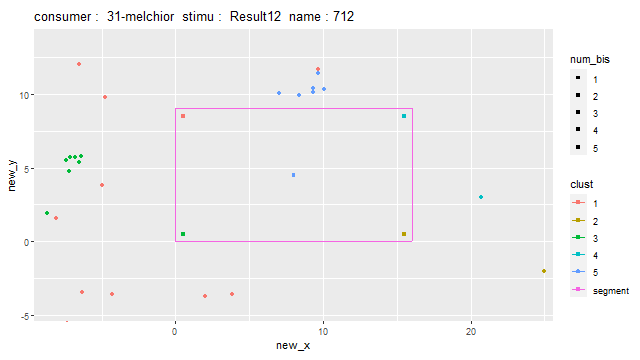 consumer :  31-melchior  stimu :  Result12  name : 712
new_y
10
5
0
-5
0
10
20
new_x
num_bis
1
2
3
4
5
clust
1
2
3
4
5
segment